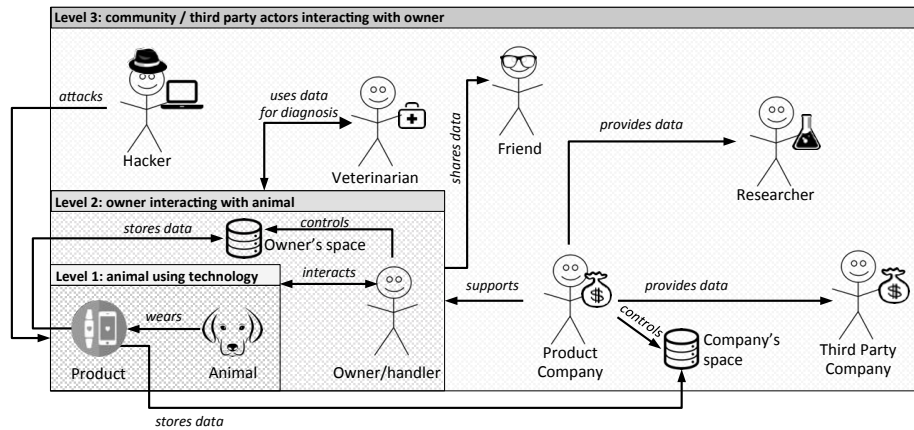 Level 3: community / third party actors interacting with owner
attacks
Hacker
uses data
for diagnosis
Veterinarian
shares data
Friend
provides data
Researcher
Level 2: owner interacting with animal
stores data
controls
Owner's space
Level 1: animal using technology
interacts
wears
Product
Animal
Owner/handler
supports
Product
Company
provides data
controls
Company's
space
Third Party
Company
stores data